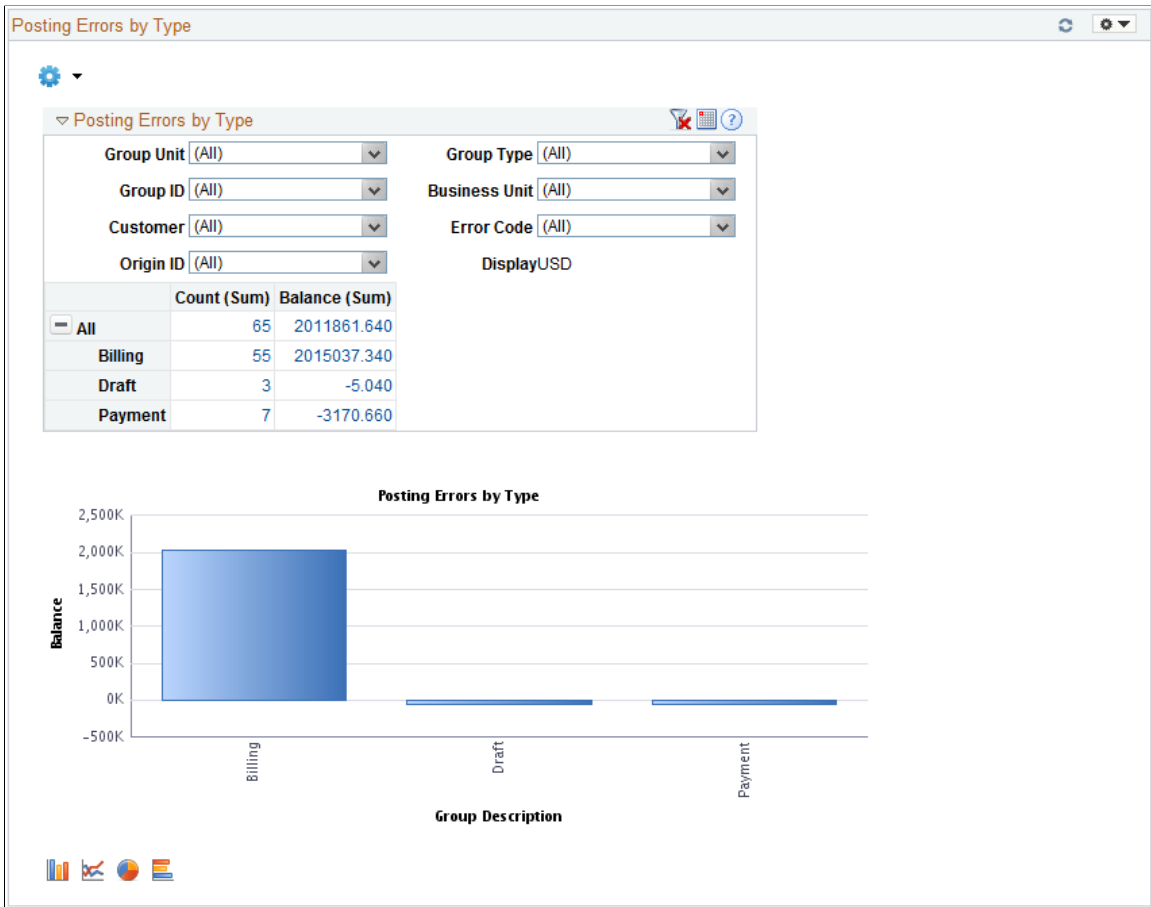 Posting Errors by Type
Posting Errors by Type
Group Unit (All) Group Type (All)
Group ID (All) Business Unit (All)
Customer (All) Error Code (All)
Origin ID (All) DisplayUSD
Count (Sum) Balance (Sum)
All 65 2011861.640
Billing 55 2015037.340
Draft 3 -5.040
Payment 7 -3170.660
Posting Errors by Type
2,500K
2,000K
1,500K
1,000K
500K
0K
-500K
Balance
Billing
Draft
Payment
Group Description